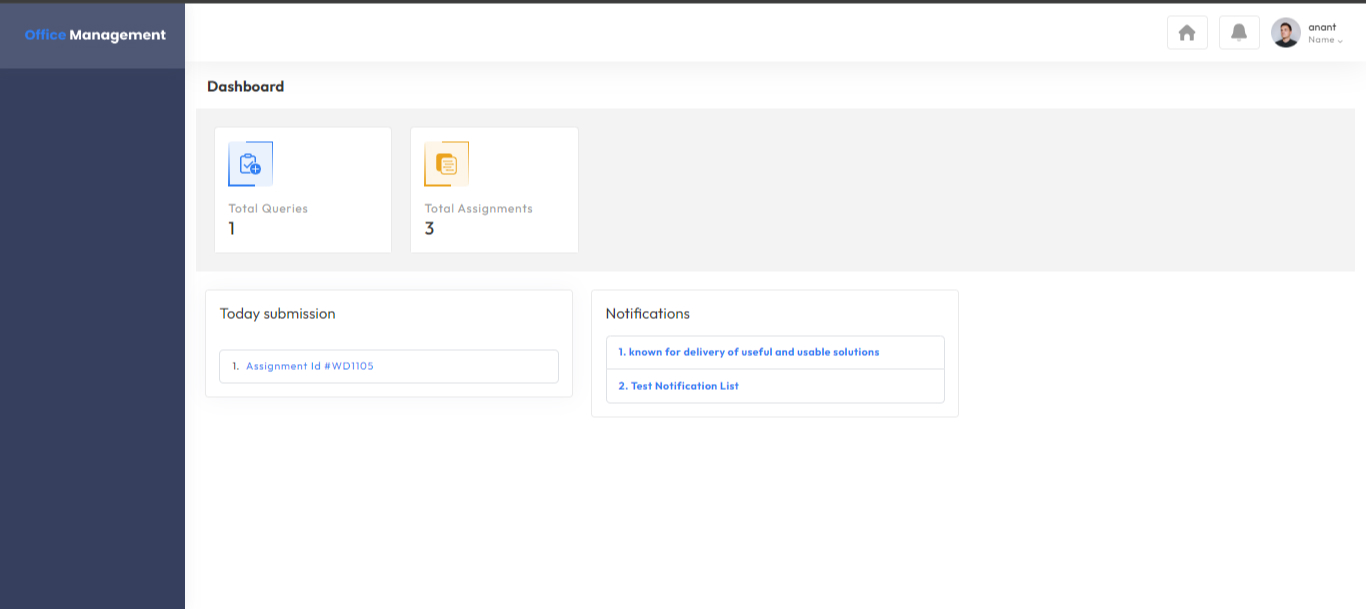 Office Management
anant
Name
Dashboard
Total Queries
1
Total Assignments
3
Today submission
1. Assignment Id #WD1105
Notifications
1. known for delivery of useful and usable solutions
2. Test Notification List